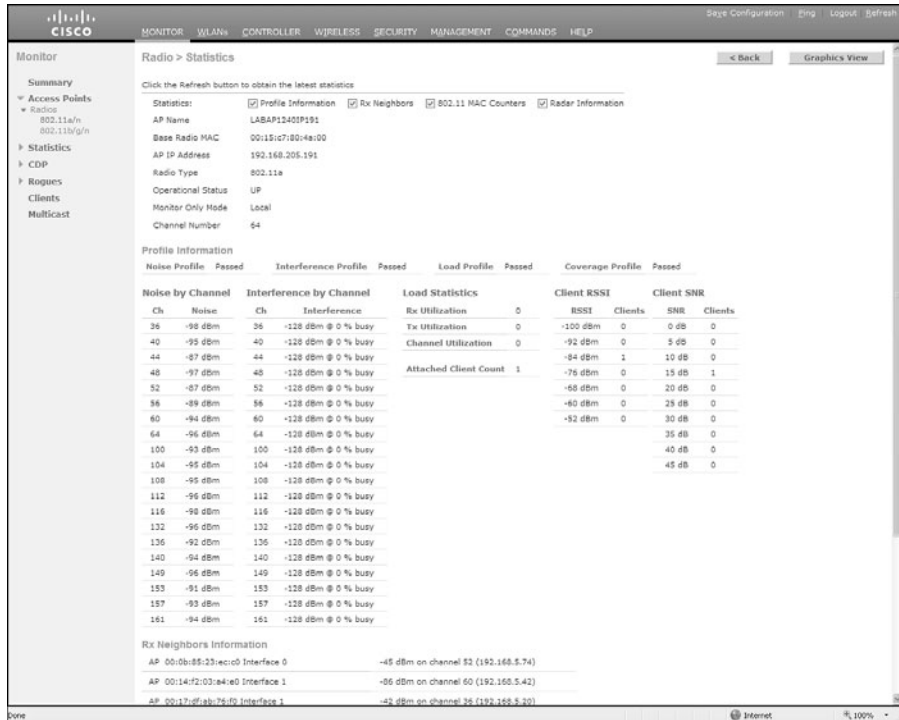 Save Configuration Ping Logout Refresh
CISCO
MONITOR WLANs CONTROLLER WIRELESS SECURITY MANAGEMENT COMMANDS HELP
Monitor
Summary
Access Points
Radios
802.11a/n
802.11b/g/n
Statistics
CDP
Rogues
Clients
Multicast
Radio > Statistics
< Back
Graphics View
Click the Refresh button to obtain the latest statistics
Statistics: Profile Information Rx Neighbors 802.11 MAC Counters Radar Information
AP Name LABAP1240IP191
Base Radio MAC 00:15:c7:80:4a:00
AP IP Address 192.168.205.191
Radio Type 802.11a
Operational Status UP
Monitor Only Mode Local
Channel Number 64
Profile Information
Noise Profile Passed Interference Profile Passed Load Profile Passed Coverage Profile Passed
Noise by Channel
Ch Noise
36 -98 dBm
40 -95 dBm
44 -87 dBm
48 -97 dBm
52 -87 dBm
56 -89 dBm
60 -94 dBm
64 -96 dBm
100 -93 dBm
104 -95 dBm
108 -95 dBm
112 -96 dBm
116 -98 dBm
132 -96 dBm
136 -92 dBm
140 -94 dBm
149 -96 dBm
153 -91 dBm
157 -93 dBm
161 -94 dBm
Interference by Channel
Ch Interference
36 -128 dBm @ 0 % busy
40 -128 dBm @ 0 % busy
44 -128 dBm @ 0 % busy
48 -128 dBm @ 0 % busy
52 -128 dBm @ 0 % busy
56 -128 dBm @ 0 % busy
60 -128 dBm @ 0 % busy
64 -128 dBm @ 0 % busy
100 -128 dBm @ 0 % busy
104 -128 dBm @ 0 % busy
108 -128 dBm @ 0 % busy
112 -128 dBm @ 0 % busy
116 -128 dBm @ 0 % busy
132 -128 dBm @ 0 % busy
136 -128 dBm @ 0 % busy
140 -128 dBm @ 0 % busy
149 -128 dBm @ 0 % busy
153 -128 dBm @ 0 % busy
157 -128 dBm @ 0 % busy
161 -128 dBm @ 0 % busy
Load Statistics
Rx Utilization 0
Tx Utilization 0
Channel Utilization 0
Attached Client Count 1
Client RSSI
RSSI Clients
-100 dBm 0
-92 dBm 0
-84 dBm 1
-76 dBm 0
-68 dBm 0
-60 dBm 0
-52 dBm 0
Client SNR
SNR Clients
0 dB 0
5 dB 0
10 dB 0
15 dB 1
20 dB 0
25 dB 0
30 dB 0
35 dB 0
40 dB 0
45 dB 0
Rx Neighbors Information
AP 00:0b:85:23:ec:c0 Interface 0 -45 dBm on channel 52 (192.168.5.74)
AP 00:14:f2:03:a4:e0 Interface 1 -86 dBm on channel 60 (192.168.5.42)
AP 00:17:df:ab:76:f0 Interface 1 -42 dBm on channel 36 (192.168.5.20)
Done
Internet
100%